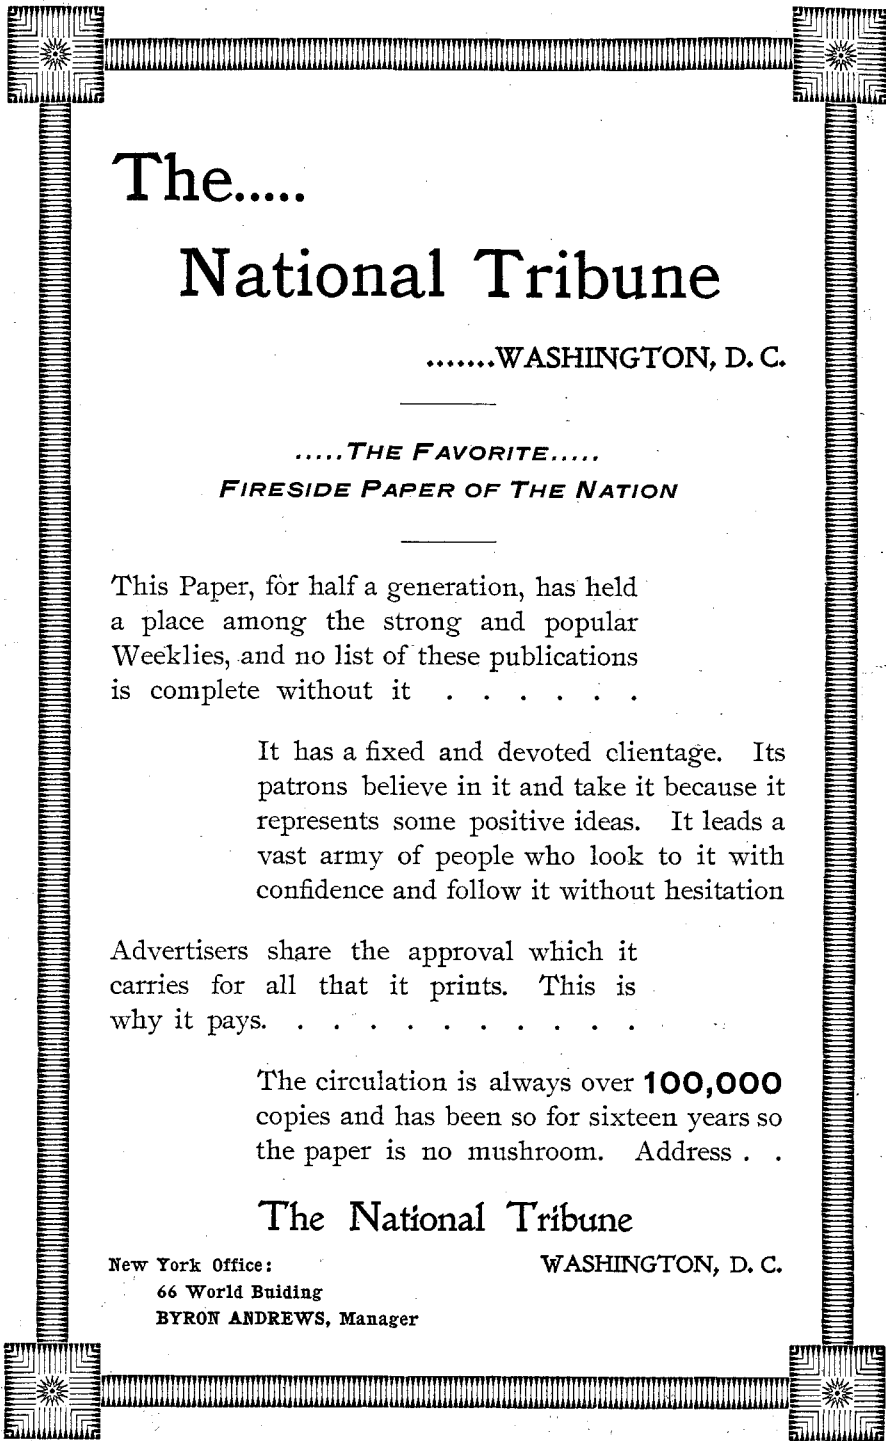 The.....
National Tribune
.......WASHINGTON, D. C.
.....THE FAVORITE.....
FIRESIDE PAPER OF THE NATION
This Paper, for half a generation, has held
a place among the strong and popular
Weeklies, and no list of these publications
is complete without it . . . . . .
It has a fixed and devoted clientage. Its
patrons believe in it and take it because it
represents some positive ideas. It leads a
vast army of people who look to it with
confidence and follow it without hesitation
Advertisers share the approval which it
carries for all that it prints. This is
why it pays. . . . . . . . . . .
The circulation is always over 100,000
copies and has been so for sixteen years so
the paper is no mushroom. Address . .
The National Tribune
WASHINGTON, D. C.
New York Office:
66 World Bniding
BYRON ANDREWS, Manager